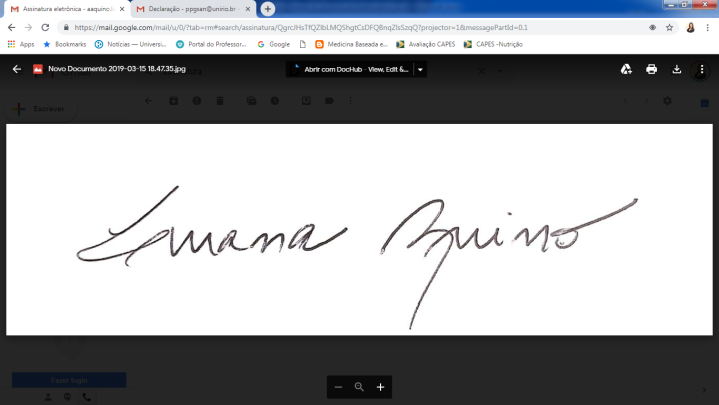 Assinatura eletrônica - aaquino.l
Declaração - ppgsan@unirio.br
https://mail.google.com/mail/u/0/?tab=rm#search/assinatura/QgrcJHsTfQZlbLMQShgtCsDFQBnqZlsSzqQ?projector=1&messagePartId=0.1
Apps Bookmarks Notícias — Universi... Portal do Professor... Google Medicina Baseada e... Avaliação CAPES CAPES -Nutrição
Novo Documento 2019-03-15 18.47.35.jpg Abrir com DocHub - View, Edit &...
Escrever
Luana Aquino
Fazer login